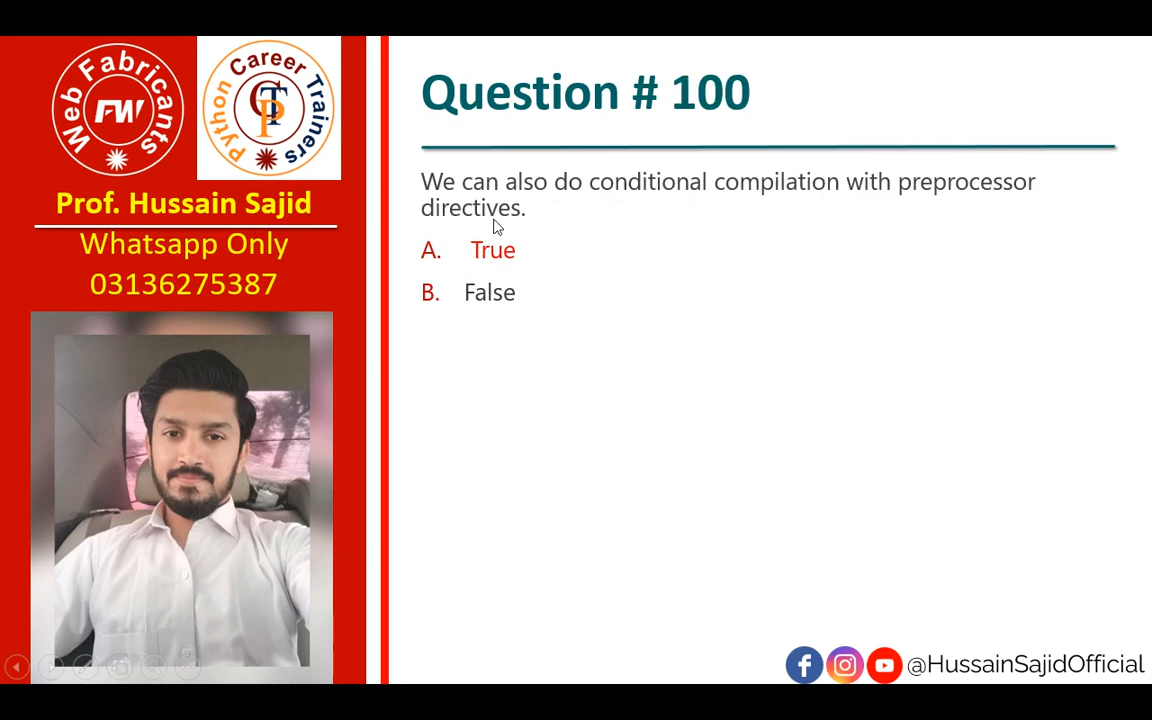 Web Fabricants
FW
Python Career Trainers
CTP
Prof. Hussain Sajid
Whatsapp Only
03136275387
Question # 100
We can also do conditional compilation with preprocessor
directives.
A. True
B. False
@HussainSajidOfficial